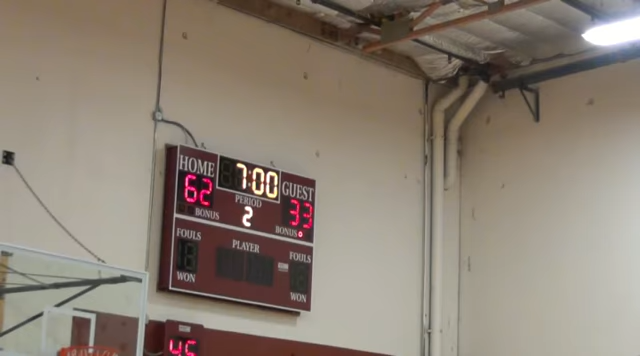 HOME 7:00 GUEST
62 PERIOD 33
BONUS 2 BONUS
FOULS PLAYER FOULS
WON WON
45